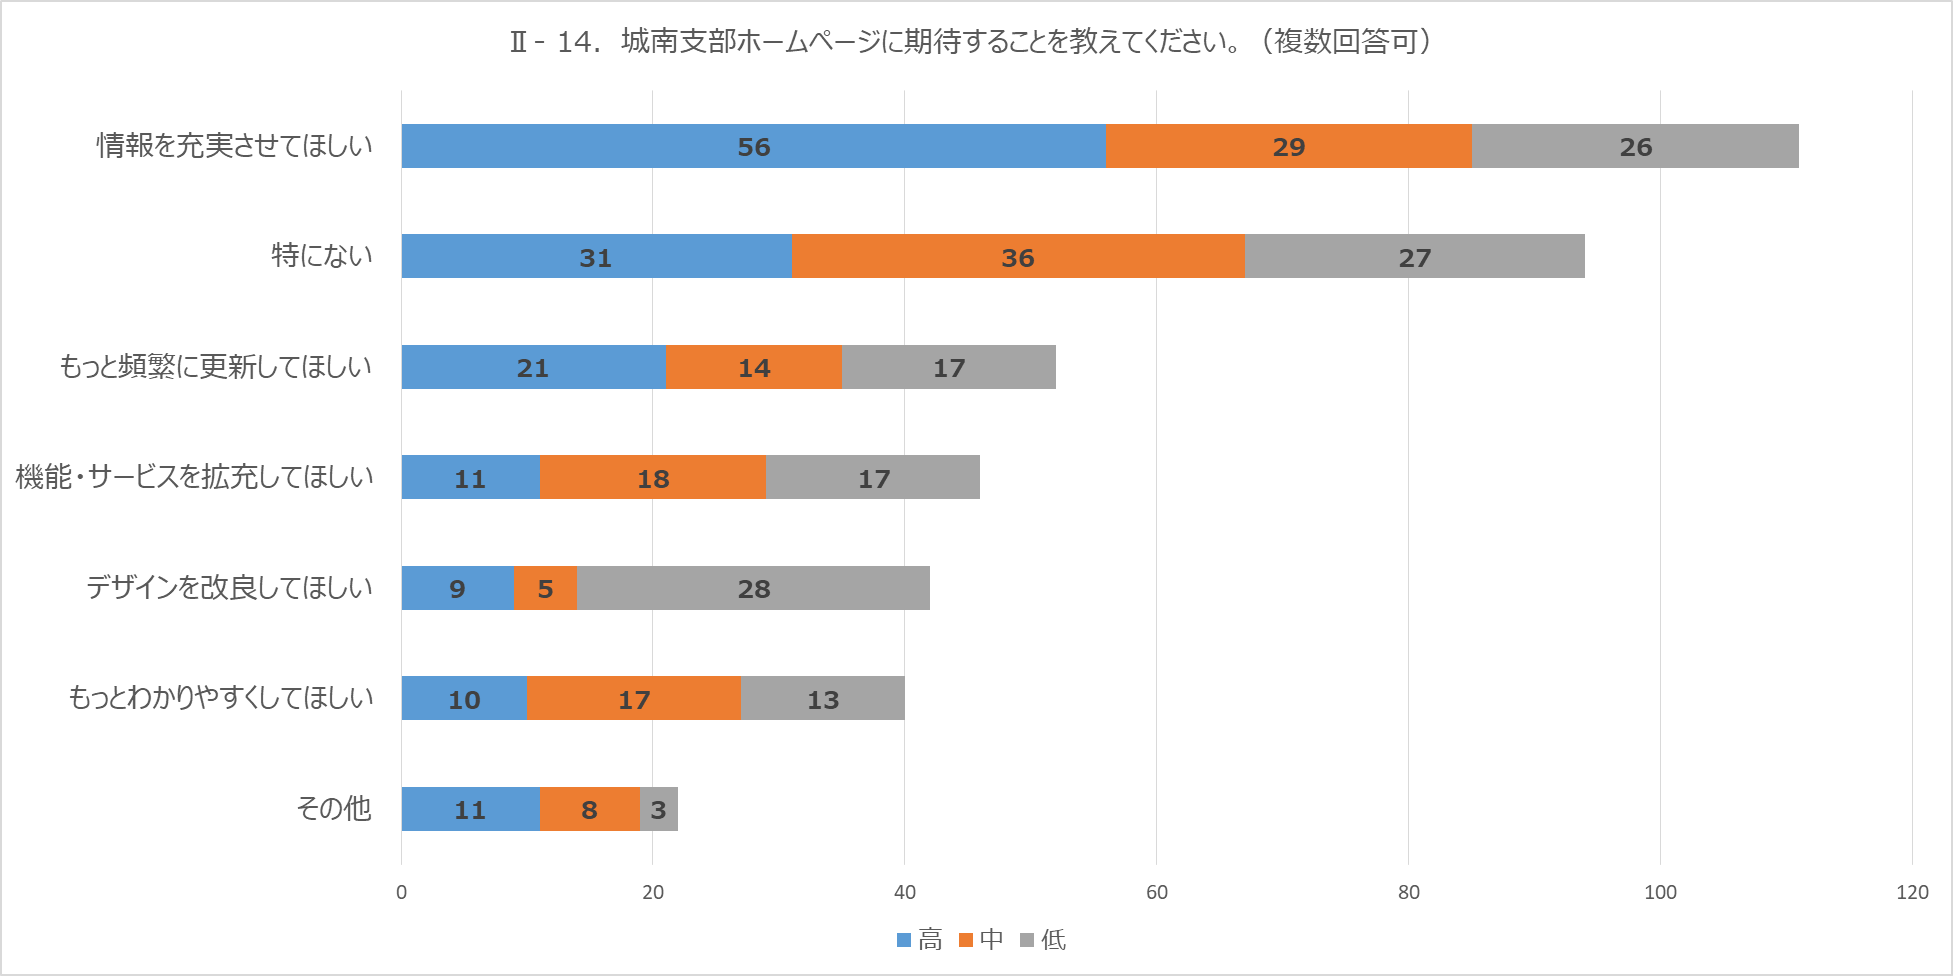 Ⅱ- 14. 城南支部ホームページに期待することを教えてください。（複数回答可）
情報を充実させてほしい 56 29 26
特にない 31 36 27
もっと頻繁に更新してほしい 21 14 17
機能・サービスを拡充してほしい 11 18 17
デザインを改良してほしい 9 5 28
もっとわかりやすくしてほしい 10 17 13
その他 11 8 3
0 20 40 60 80 100 120
高 中 低